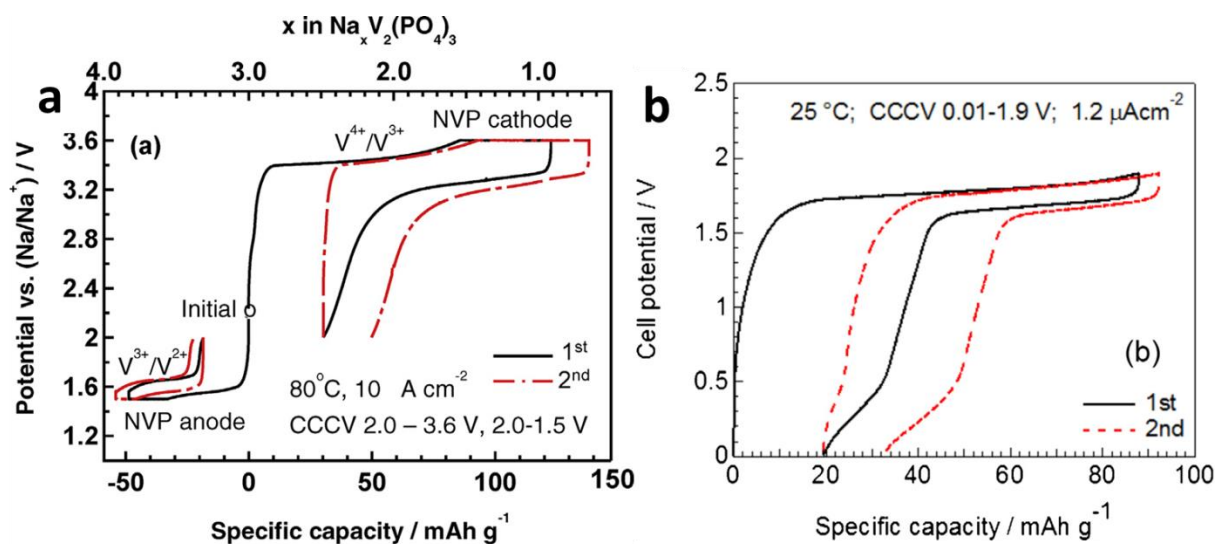 x in NaₓV₂(PO₄)₃
4.0 3.0 2.0 1.0
a
(a)
V⁴⁺/V³⁺
NVP cathode
Initial
V³⁺/V²⁺
NVP anode
1ˢᵗ
2ⁿᵈ
80°C, 10 A cm⁻²
CCCV 2.0 – 3.6 V, 2.0-1.5 V
4
3.6
3.2
2.8
2.4
2
1.6
1.2
Potential vs. (Na/Na⁺) / V
-50 0 50 100 150
Specific capacity / mAh g⁻¹
b
25 °C; CCCV 0.01-1.9 V; 1.2 µAcm⁻²
(b)
1st
2nd
2.5
2
1.5
1
0.5
0
Cell potential / V
0 20 40 60 80 100
Specific capacity / mAh g⁻¹